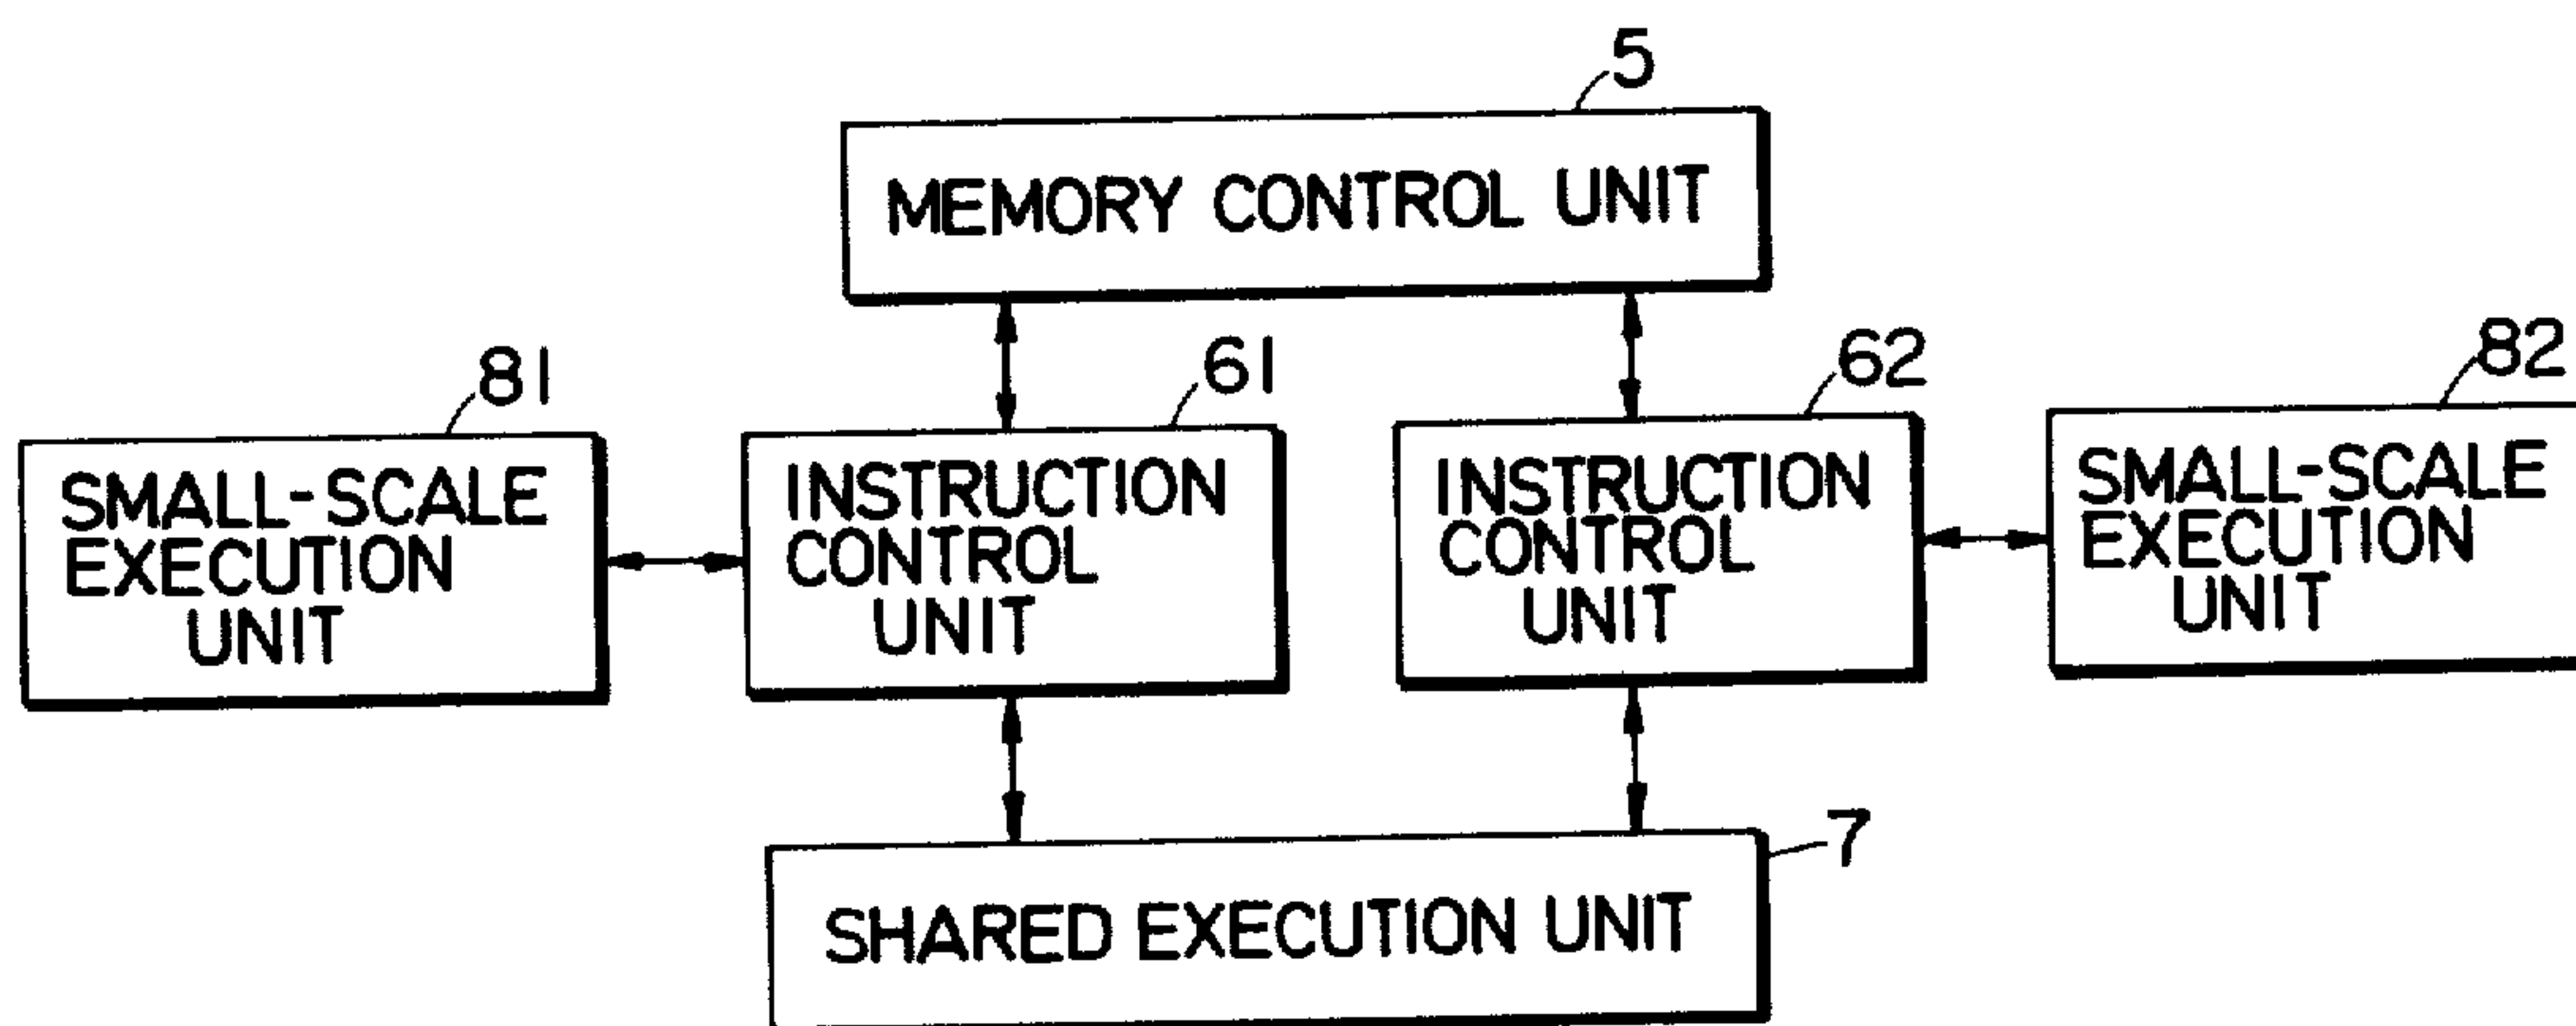 5
MEMORY CONTROL UNIT
81
61
62
82
SMALL-SCALE
EXECUTION
UNIT
INSTRUCTION
CONTROL
UNIT
INSTRUCTION
CONTROL
UNIT
SMALL-SCALE
EXECUTION
UNIT
7
SHARED EXECUTION UNIT